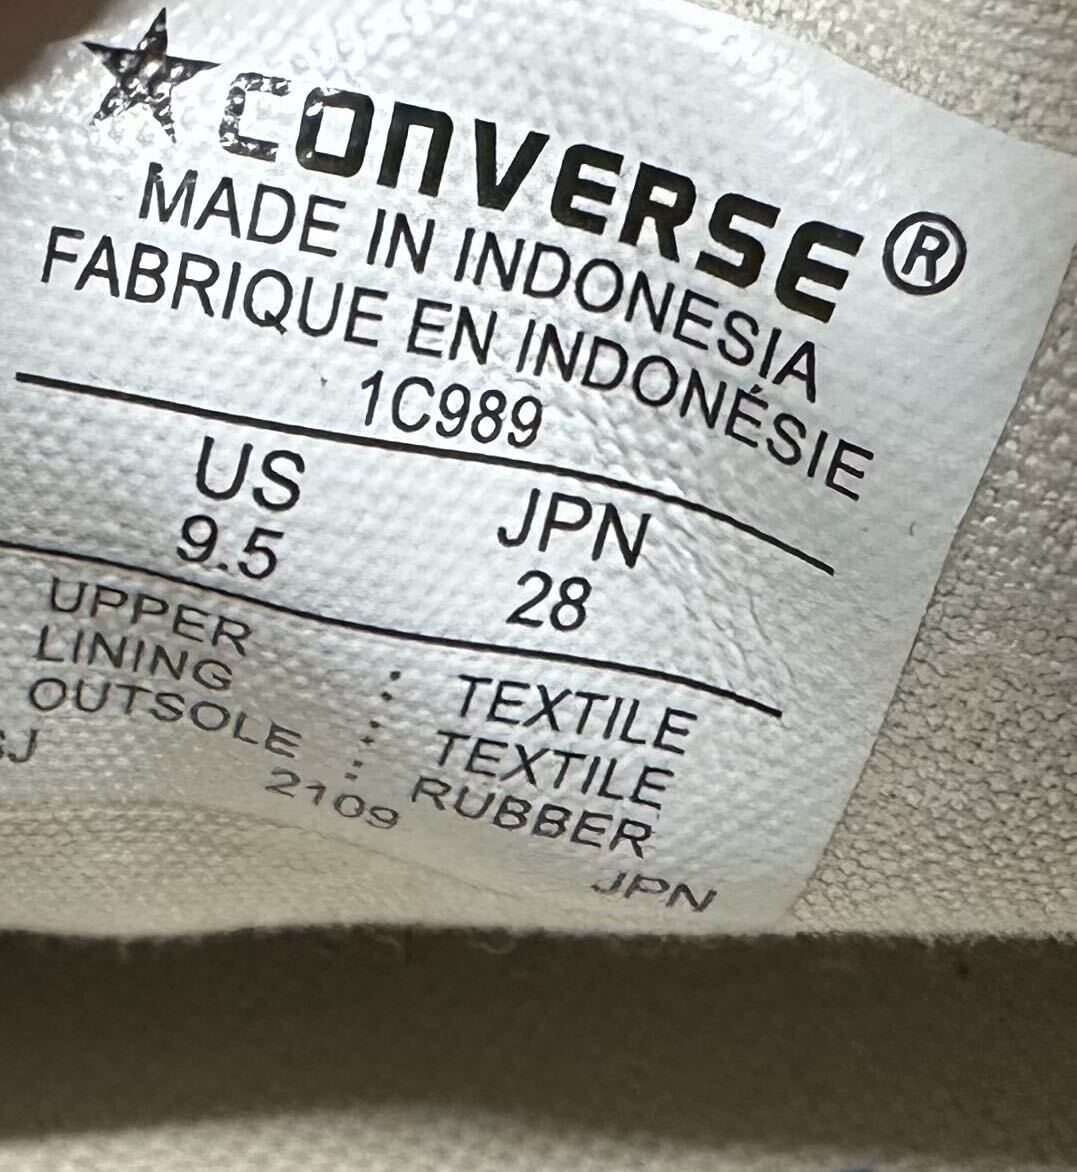 CONVERSE®
MADE IN INDONESIA
FABRIQUE EN INDONÉSIE
1C989
US JPN
9.5 28
UPPER : TEXTILE
LINING : TEXTILE
OUTSOLE : RUBBER
2109
JPN